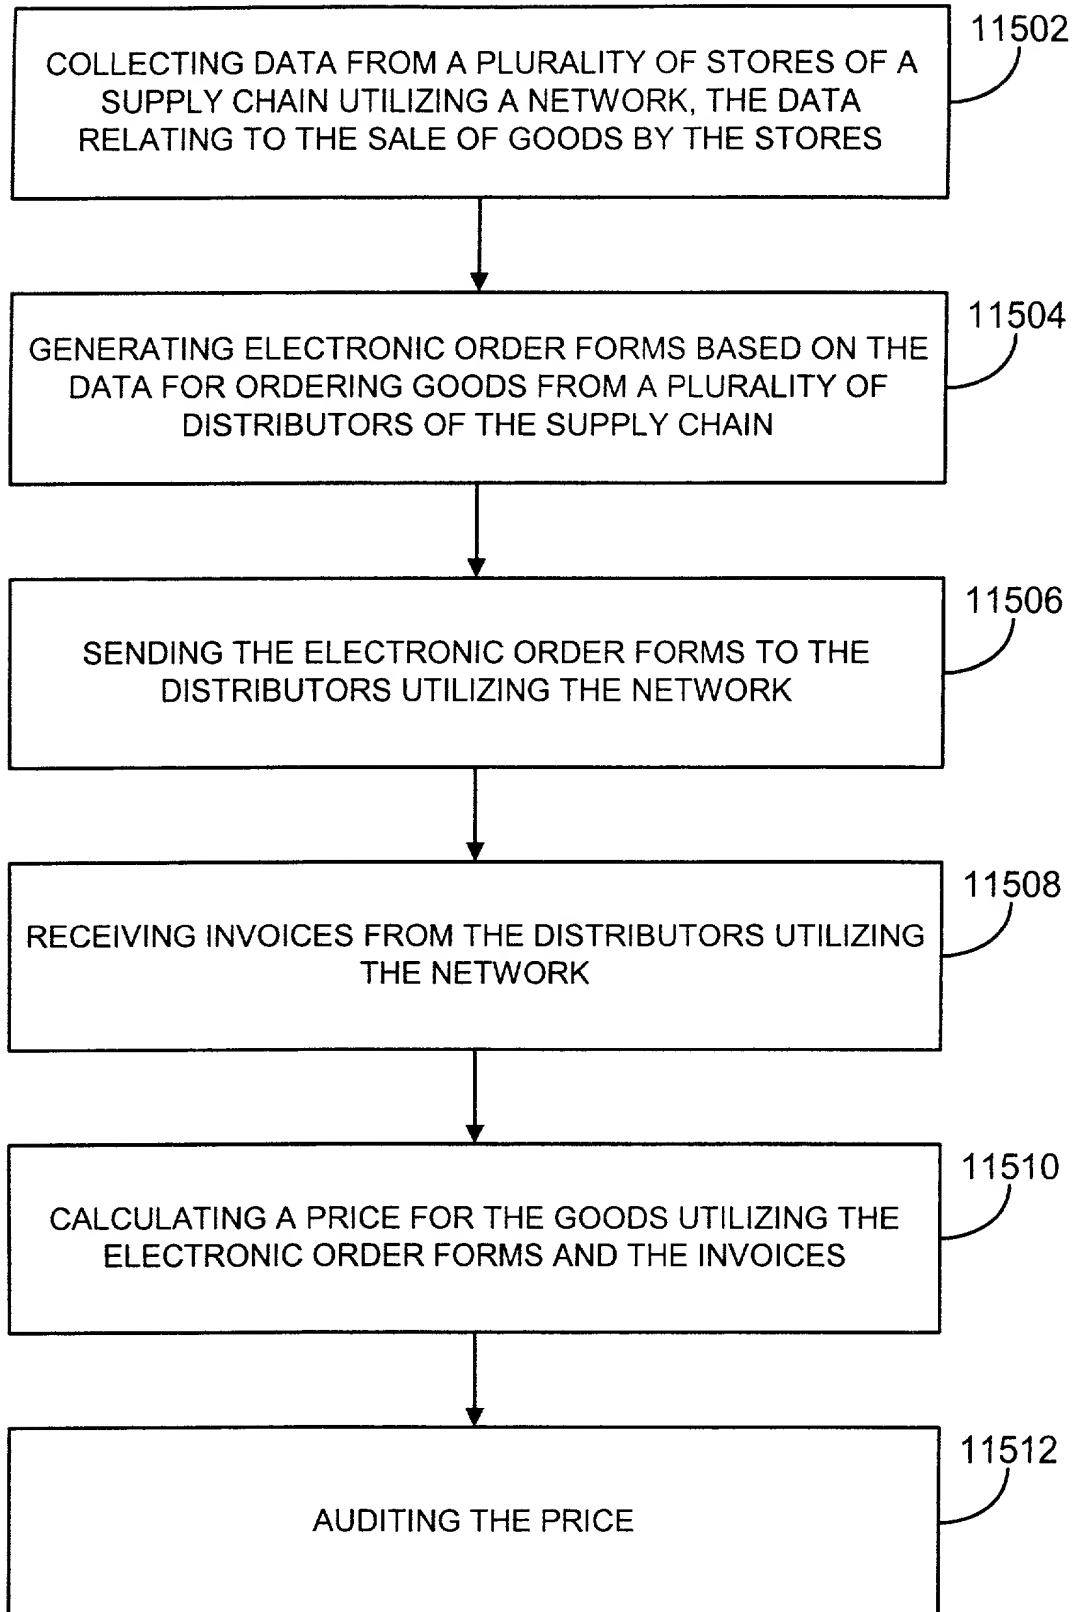 11502
COLLECTING DATA FROM A PLURALITY OF STORES OF A
SUPPLY CHAIN UTILIZING A NETWORK, THE DATA
RELATING TO THE SALE OF GOODS BY THE STORES
11504
GENERATING ELECTRONIC ORDER FORMS BASED ON THE
DATA FOR ORDERING GOODS FROM A PLURALITY OF
DISTRIBUTORS OF THE SUPPLY CHAIN
11506
SENDING THE ELECTRONIC ORDER FORMS TO THE
DISTRIBUTORS UTILIZING THE NETWORK
11508
RECEIVING INVOICES FROM THE DISTRIBUTORS UTILIZING
THE NETWORK
11510
CALCULATING A PRICE FOR THE GOODS UTILIZING THE
ELECTRONIC ORDER FORMS AND THE INVOICES
11512
AUDITING THE PRICE